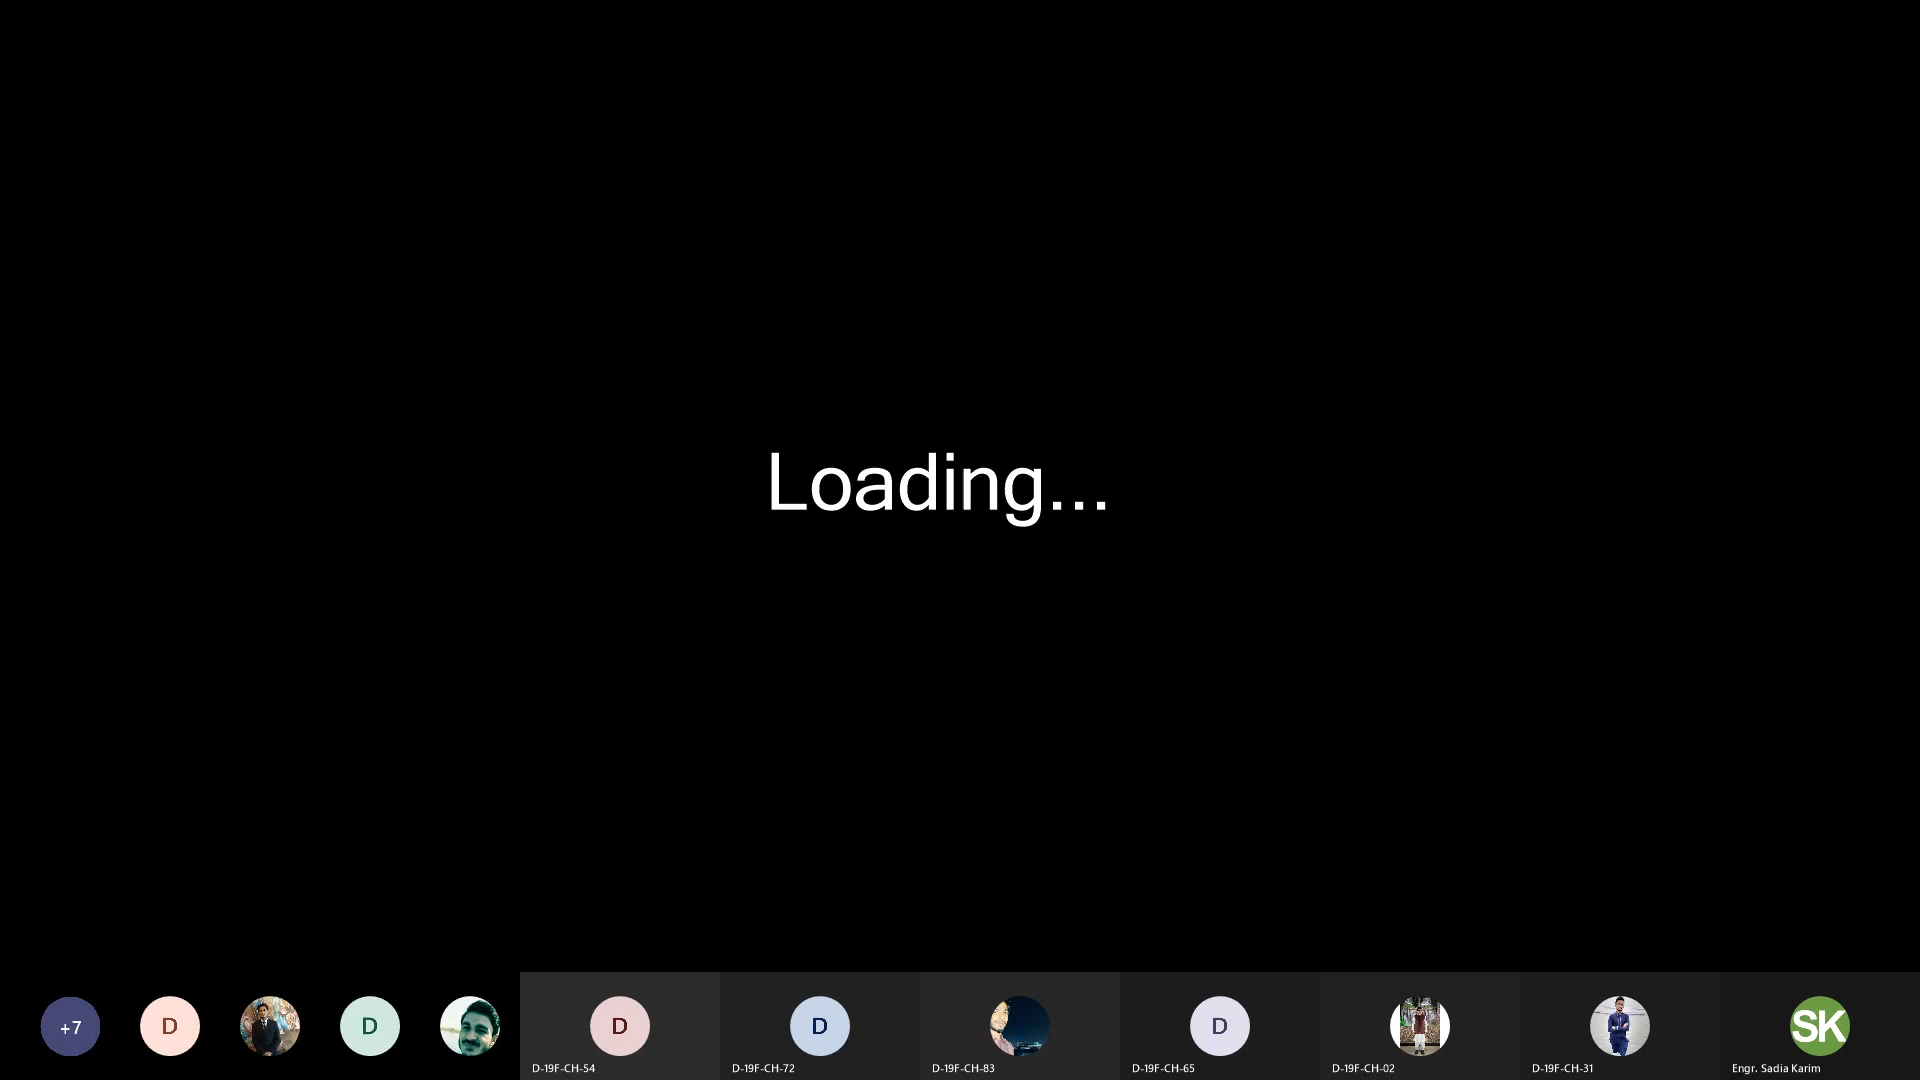 Loading...
+7
D
D
D
D
D
SK
D-19F-CH-54
D-19F-CH-72
D-19F-CH-83
D-19F-CH-65
D-19F-CH-02
D-19F-CH-31
Engr. Sadia Karim